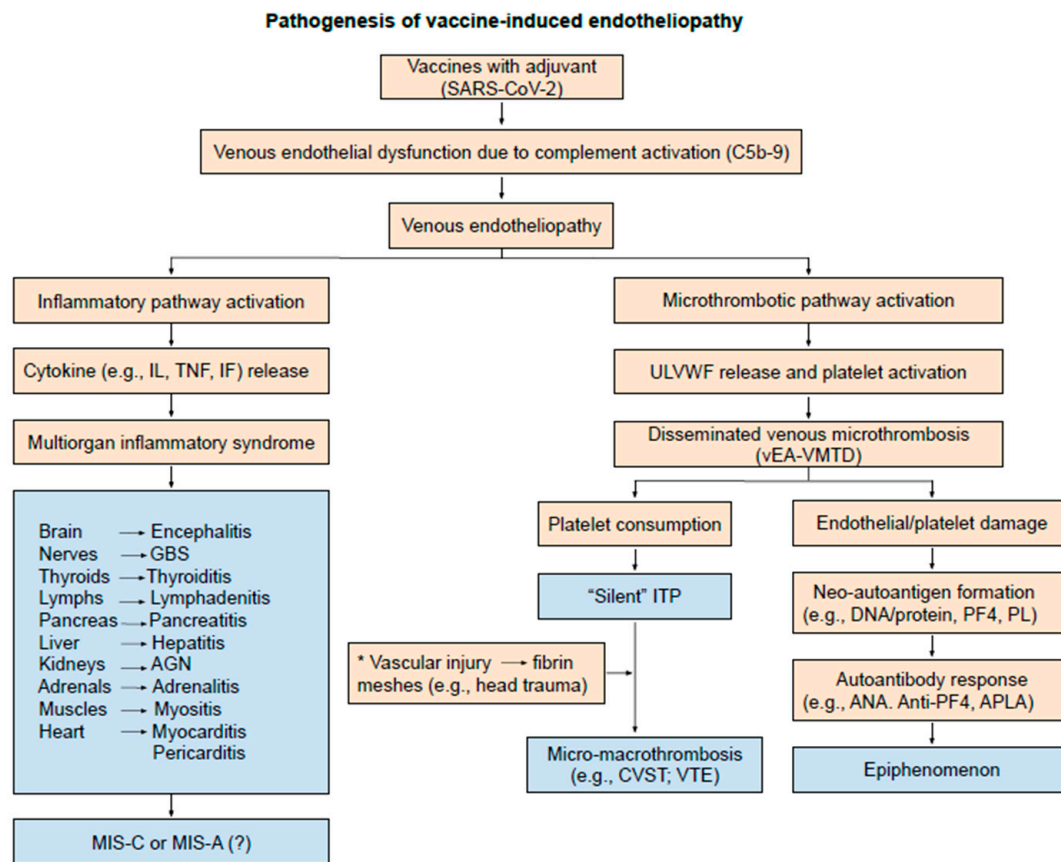 Pathogenesis of vaccine-induced endotheliopathy
Vaccines with adjuvant
(SARS-CoV-2)
Venous endothelial dysfunction due to complement activation (C5b-9)
Venous endotheliopathy
Inflammatory pathway activation
Cytokine (e.g., IL, TNF, IF) release
Multiorgan inflammatory syndrome
Brain → Encephalitis
Nerves → GBS
Thyroids → Thyroiditis
Lymphs → Lymphadenitis
Pancreas → Pancreatitis
Liver → Hepatitis
Kidneys → AGN
Adrenals → Adrenalitis
Muscles → Myositis
Heart → Myocarditis
Pericarditis
MIS-C or MIS-A (?)
Microthrombotic pathway activation
ULVWF release and platelet activation
Disseminated venous microthrombosis
(vEA-VMTD)
Platelet consumption
“Silent” ITP
* Vascular injury → fibrin
meshes (e.g., head trauma)
Micro-macrothrombosis
(e.g., CVST; VTE)
Endothelial/platelet damage
Neo-autoantigen formation
(e.g., DNA/protein, PF4, PL)
Autoantibody response
(e.g., ANA. Anti-PF4, APLA)
Epiphenomenon